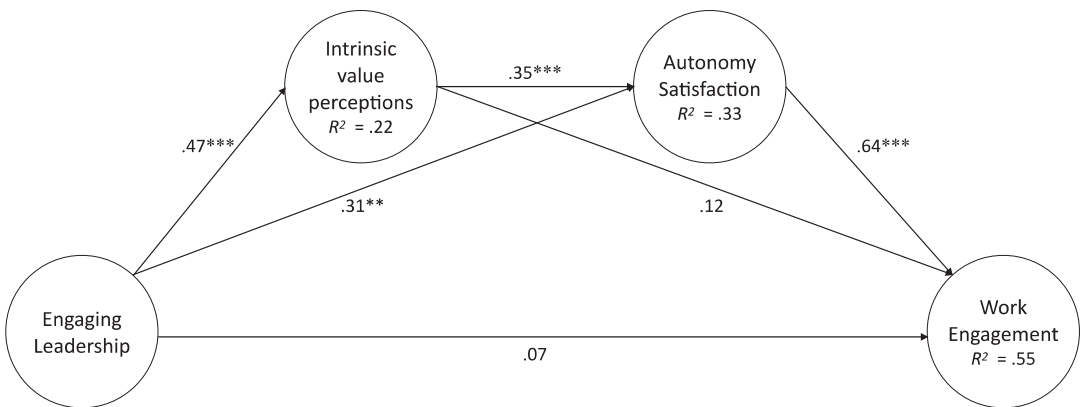 Intrinsic
value
perceptions
R² = .22
.35***
Autonomy
Satisfaction
R² = .33
.47***
.64***
.31**
.12
Engaging
Leadership
Work
Engagement
R² = .55
.07